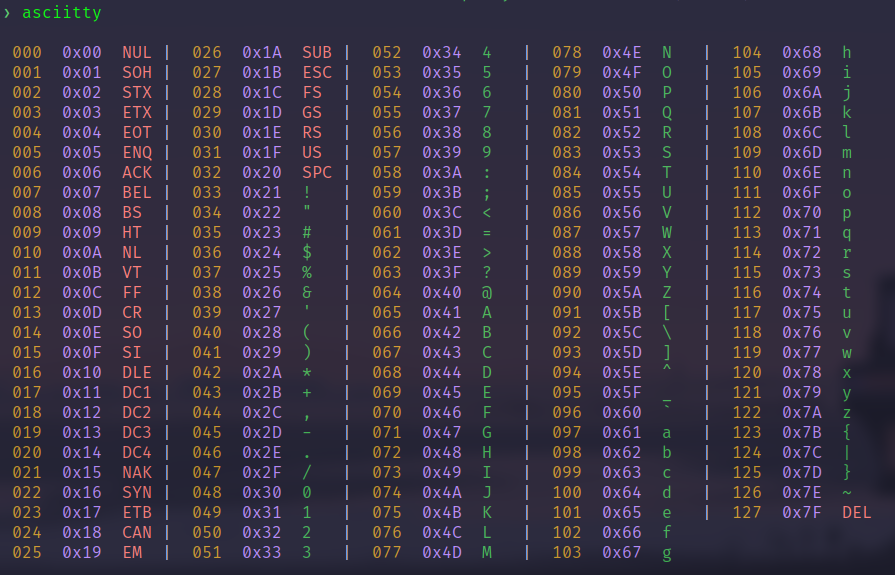 ❯ asciitty
000 0x00 NUL | 026 0x1A SUB | 052 0x34 4 | 078 0x4E N | 104 0x68 h
001 0x01 SOH | 027 0x1B ESC | 053 0x35 5 | 079 0x4F O | 105 0x69 i
002 0x02 STX | 028 0x1C FS | 054 0x36 6 | 080 0x50 P | 106 0x6A j
003 0x03 ETX | 029 0x1D GS | 055 0x37 7 | 081 0x51 Q | 107 0x6B k
004 0x04 EOT | 030 0x1E RS | 056 0x38 8 | 082 0x52 R | 108 0x6C l
005 0x05 ENQ | 031 0x1F US | 057 0x39 9 | 083 0x53 S | 109 0x6D m
006 0x06 ACK | 032 0x20 SPC | 058 0x3A : | 084 0x54 T | 110 0x6E n
007 0x07 BEL | 033 0x21 ! | 059 0x3B ; | 085 0x55 U | 111 0x6F o
008 0x08 BS | 034 0x22 " | 060 0x3C < | 086 0x56 V | 112 0x70 p
009 0x09 HT | 035 0x23 # | 061 0x3D = | 087 0x57 W | 113 0x71 q
010 0x0A NL | 036 0x24 $ | 062 0x3E > | 088 0x58 X | 114 0x72 r
011 0x0B VT | 037 0x25 % | 063 0x3F ? | 089 0x59 Y | 115 0x73 s
012 0x0C FF | 038 0x26 & | 064 0x40 @ | 090 0x5A Z | 116 0x74 t
013 0x0D CR | 039 0x27 ' | 065 0x41 A | 091 0x5B [ | 117 0x75 u
014 0x0E SO | 040 0x28 ( | 066 0x42 B | 092 0x5C \ | 118 0x76 v
015 0x0F SI | 041 0x29 ) | 067 0x43 C | 093 0x5D ] | 119 0x77 w
016 0x10 DLE | 042 0x2A * | 068 0x44 D | 094 0x5E ^ | 120 0x78 x
017 0x11 DC1 | 043 0x2B + | 069 0x45 E | 095 0x5F _ | 121 0x79 y
018 0x12 DC2 | 044 0x2C , | 070 0x46 F | 096 0x60 ` | 122 0x7A z
019 0x13 DC3 | 045 0x2D - | 071 0x47 G | 097 0x61 a | 123 0x7B {
020 0x14 DC4 | 046 0x2E . | 072 0x48 H | 098 0x62 b | 124 0x7C |
021 0x15 NAK | 047 0x2F / | 073 0x49 I | 099 0x63 c | 125 0x7D }
022 0x16 SYN | 048 0x30 0 | 074 0x4A J | 100 0x64 d | 126 0x7E ~
023 0x17 ETB | 049 0x31 1 | 075 0x4B K | 101 0x65 e | 127 0x7F DEL
024 0x18 CAN | 050 0x32 2 | 076 0x4C L | 102 0x66 f
025 0x19 EM | 051 0x33 3 | 077 0x4D M | 103 0x67 g